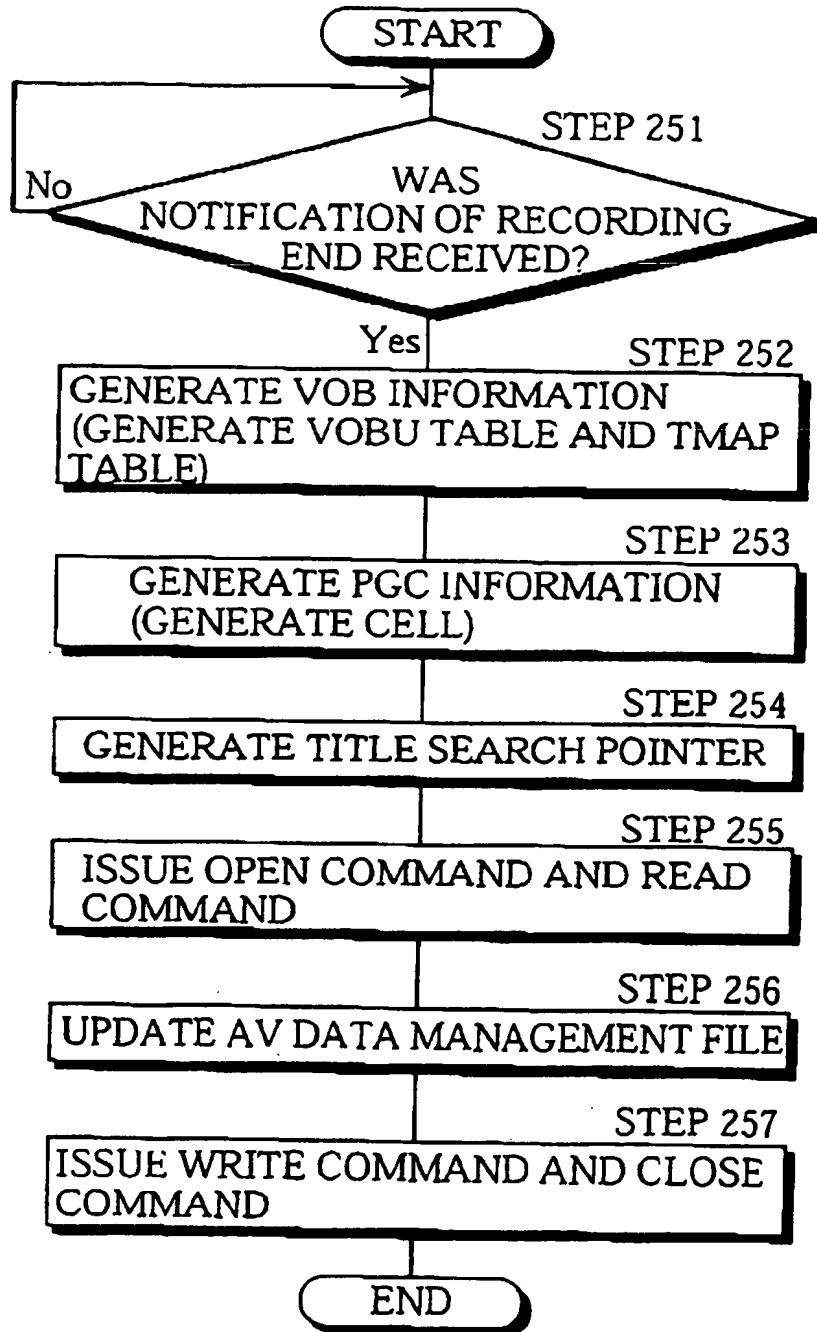 START
STEP 251
No
WAS
NOTIFICATION OF RECORDING
END RECEIVED?
Yes
STEP 252
GENERATE VOB INFORMATION
(GENERATE VOBU TABLE AND TMAP
TABLE)
STEP 253
GENERATE PGC INFORMATION
(GENERATE CELL)
STEP 254
GENERATE TITLE SEARCH POINTER
STEP 255
ISSUE OPEN COMMAND AND READ
COMMAND
STEP 256
UPDATE AV DATA MANAGEMENT FILE
STEP 257
ISSUE WRITE COMMAND AND CLOSE
COMMAND
END